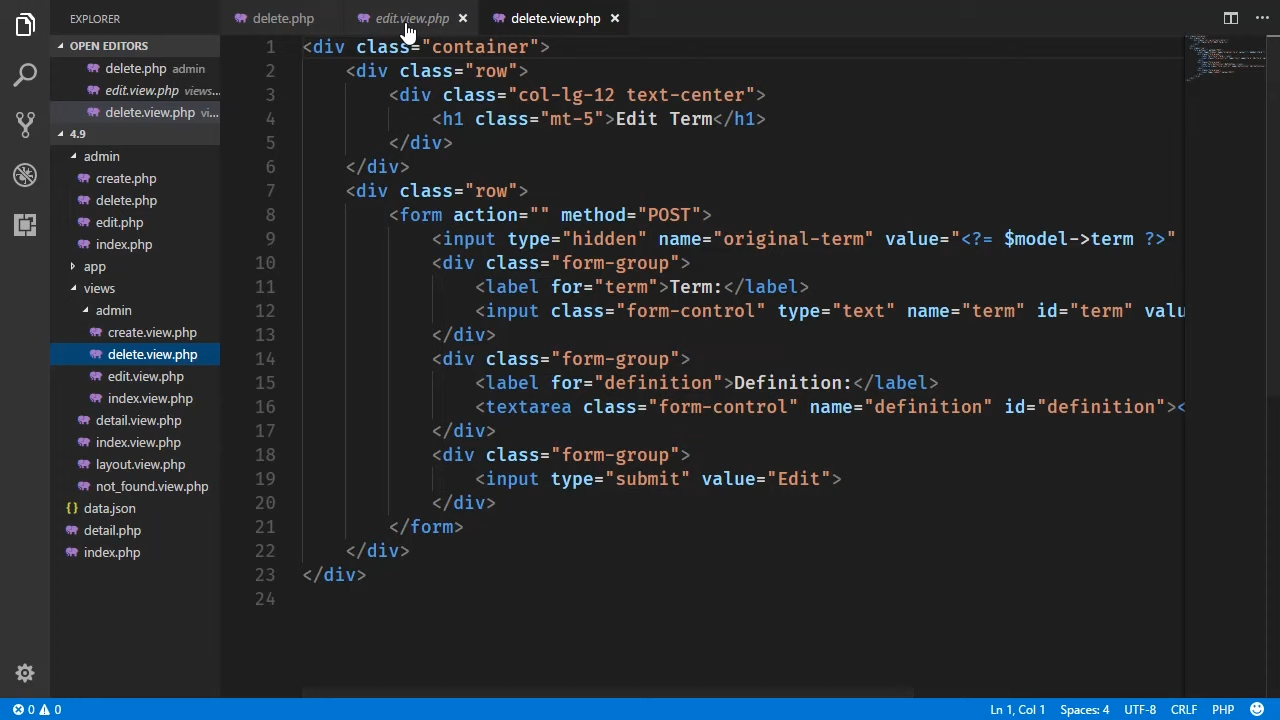 EXPLORER
OPEN EDITORS
delete.php admin
edit.view.php views...
delete.view.php vi...
4.9
admin
create.php
delete.php
edit.php
index.php
app
views
admin
create.view.php
delete.view.php
edit.view.php
index.view.php
detail.view.php
index.view.php
layout.view.php
not_found.view.php
{} data.json
detail.php
index.php
delete.php edit.view.php × delete.view.php ×
1 <div class="container">
2 <div class="row">
3 <div class="col-lg-12 text-center">
4 <h1 class="mt-5">Edit Term</h1>
5 </div>
6 </div>
7 <div class="row">
8 <form action="" method="POST">
9 <input type="hidden" name="original-term" value="<?= $model->term ?>"
10 <div class="form-group">
11 <label for="term">Term:</label>
12 <input class="form-control" type="text" name="term" id="term" valu
13 </div>
14 <div class="form-group">
15 <label for="definition">Definition:</label>
16 <textarea class="form-control" name="definition" id="definition"><
17 </div>
18 <div class="form-group">
19 <input type="submit" value="Edit">
20 </div>
21 </form>
22 </div>
23 </div>
24
0 0 Ln 1, Col 1 Spaces: 4 UTF-8 CRLF PHP